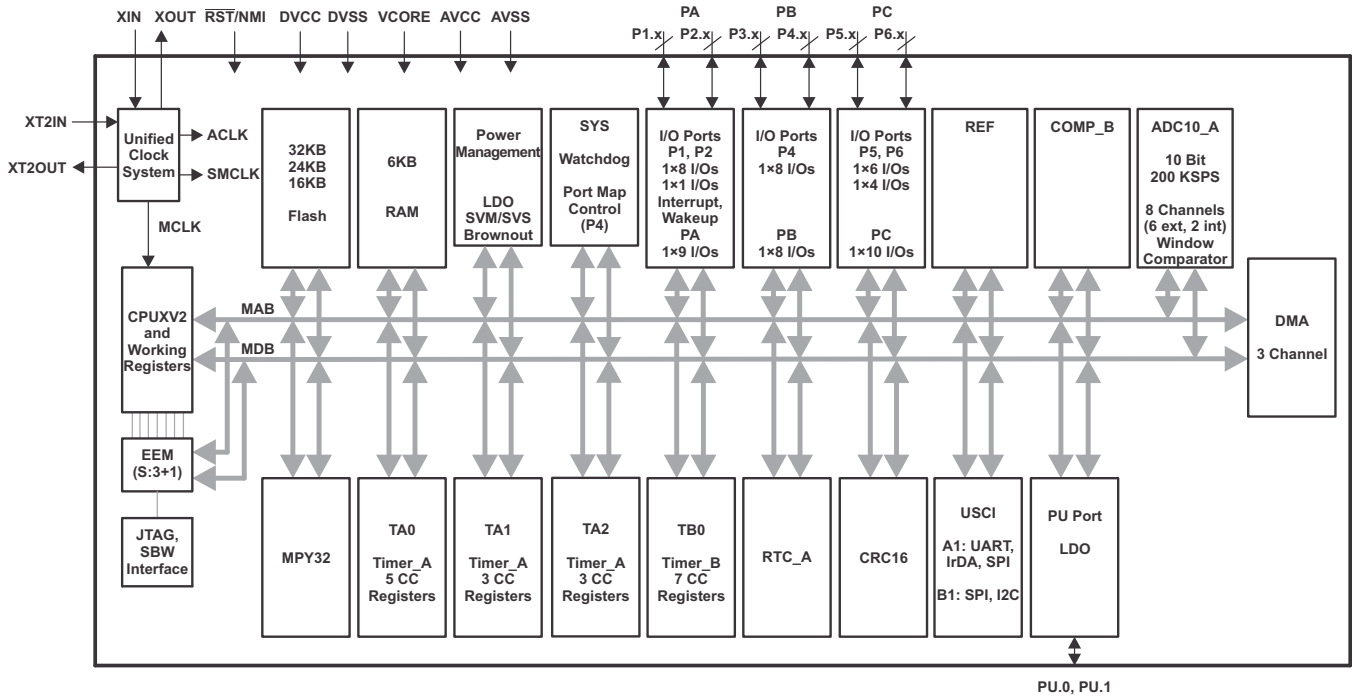 XIN XOUT RST/NMI DVCC DVSS VCORE AVCC AVSS
PA PB PC
P1.x P2.x P3.x P4.x P5.x P6.x
XT2IN
XT2OUT
Unified
Clock
System
ACLK
SMCLK
MCLK
32KB
24KB
16KB
Flash
6KB
RAM
Power
Management
LDO
SVM/SVS
Brownout
SYS
Watchdog
Port Map
Control
(P4)
I/O Ports
P1, P2
1×8 I/Os
1×1 I/Os
Interrupt,
Wakeup
PA
1×9 I/Os
I/O Ports
P4
1×8 I/Os
PB
1×8 I/Os
I/O Ports
P5, P6
1×6 I/Os
1×4 I/Os
PC
1×10 I/Os
REF
COMP_B
ADC10_A
10 Bit
200 KSPS
8 Channels
(6 ext, 2 int)
Window
Comparator
CPUXV2
and
Working
Registers
MAB
MDB
DMA
3 Channel
EEM
(S:3+1)
JTAG,
SBW
Interface
MPY32
TA0
Timer_A
5 CC
Registers
TA1
Timer_A
3 CC
Registers
TA2
Timer_A
3 CC
Registers
TB0
Timer_B
7 CC
Registers
RTC_A
CRC16
USCI
A1: UART,
IrDA, SPI
B1: SPI, I2C
PU Port
LDO
PU.0, PU.1